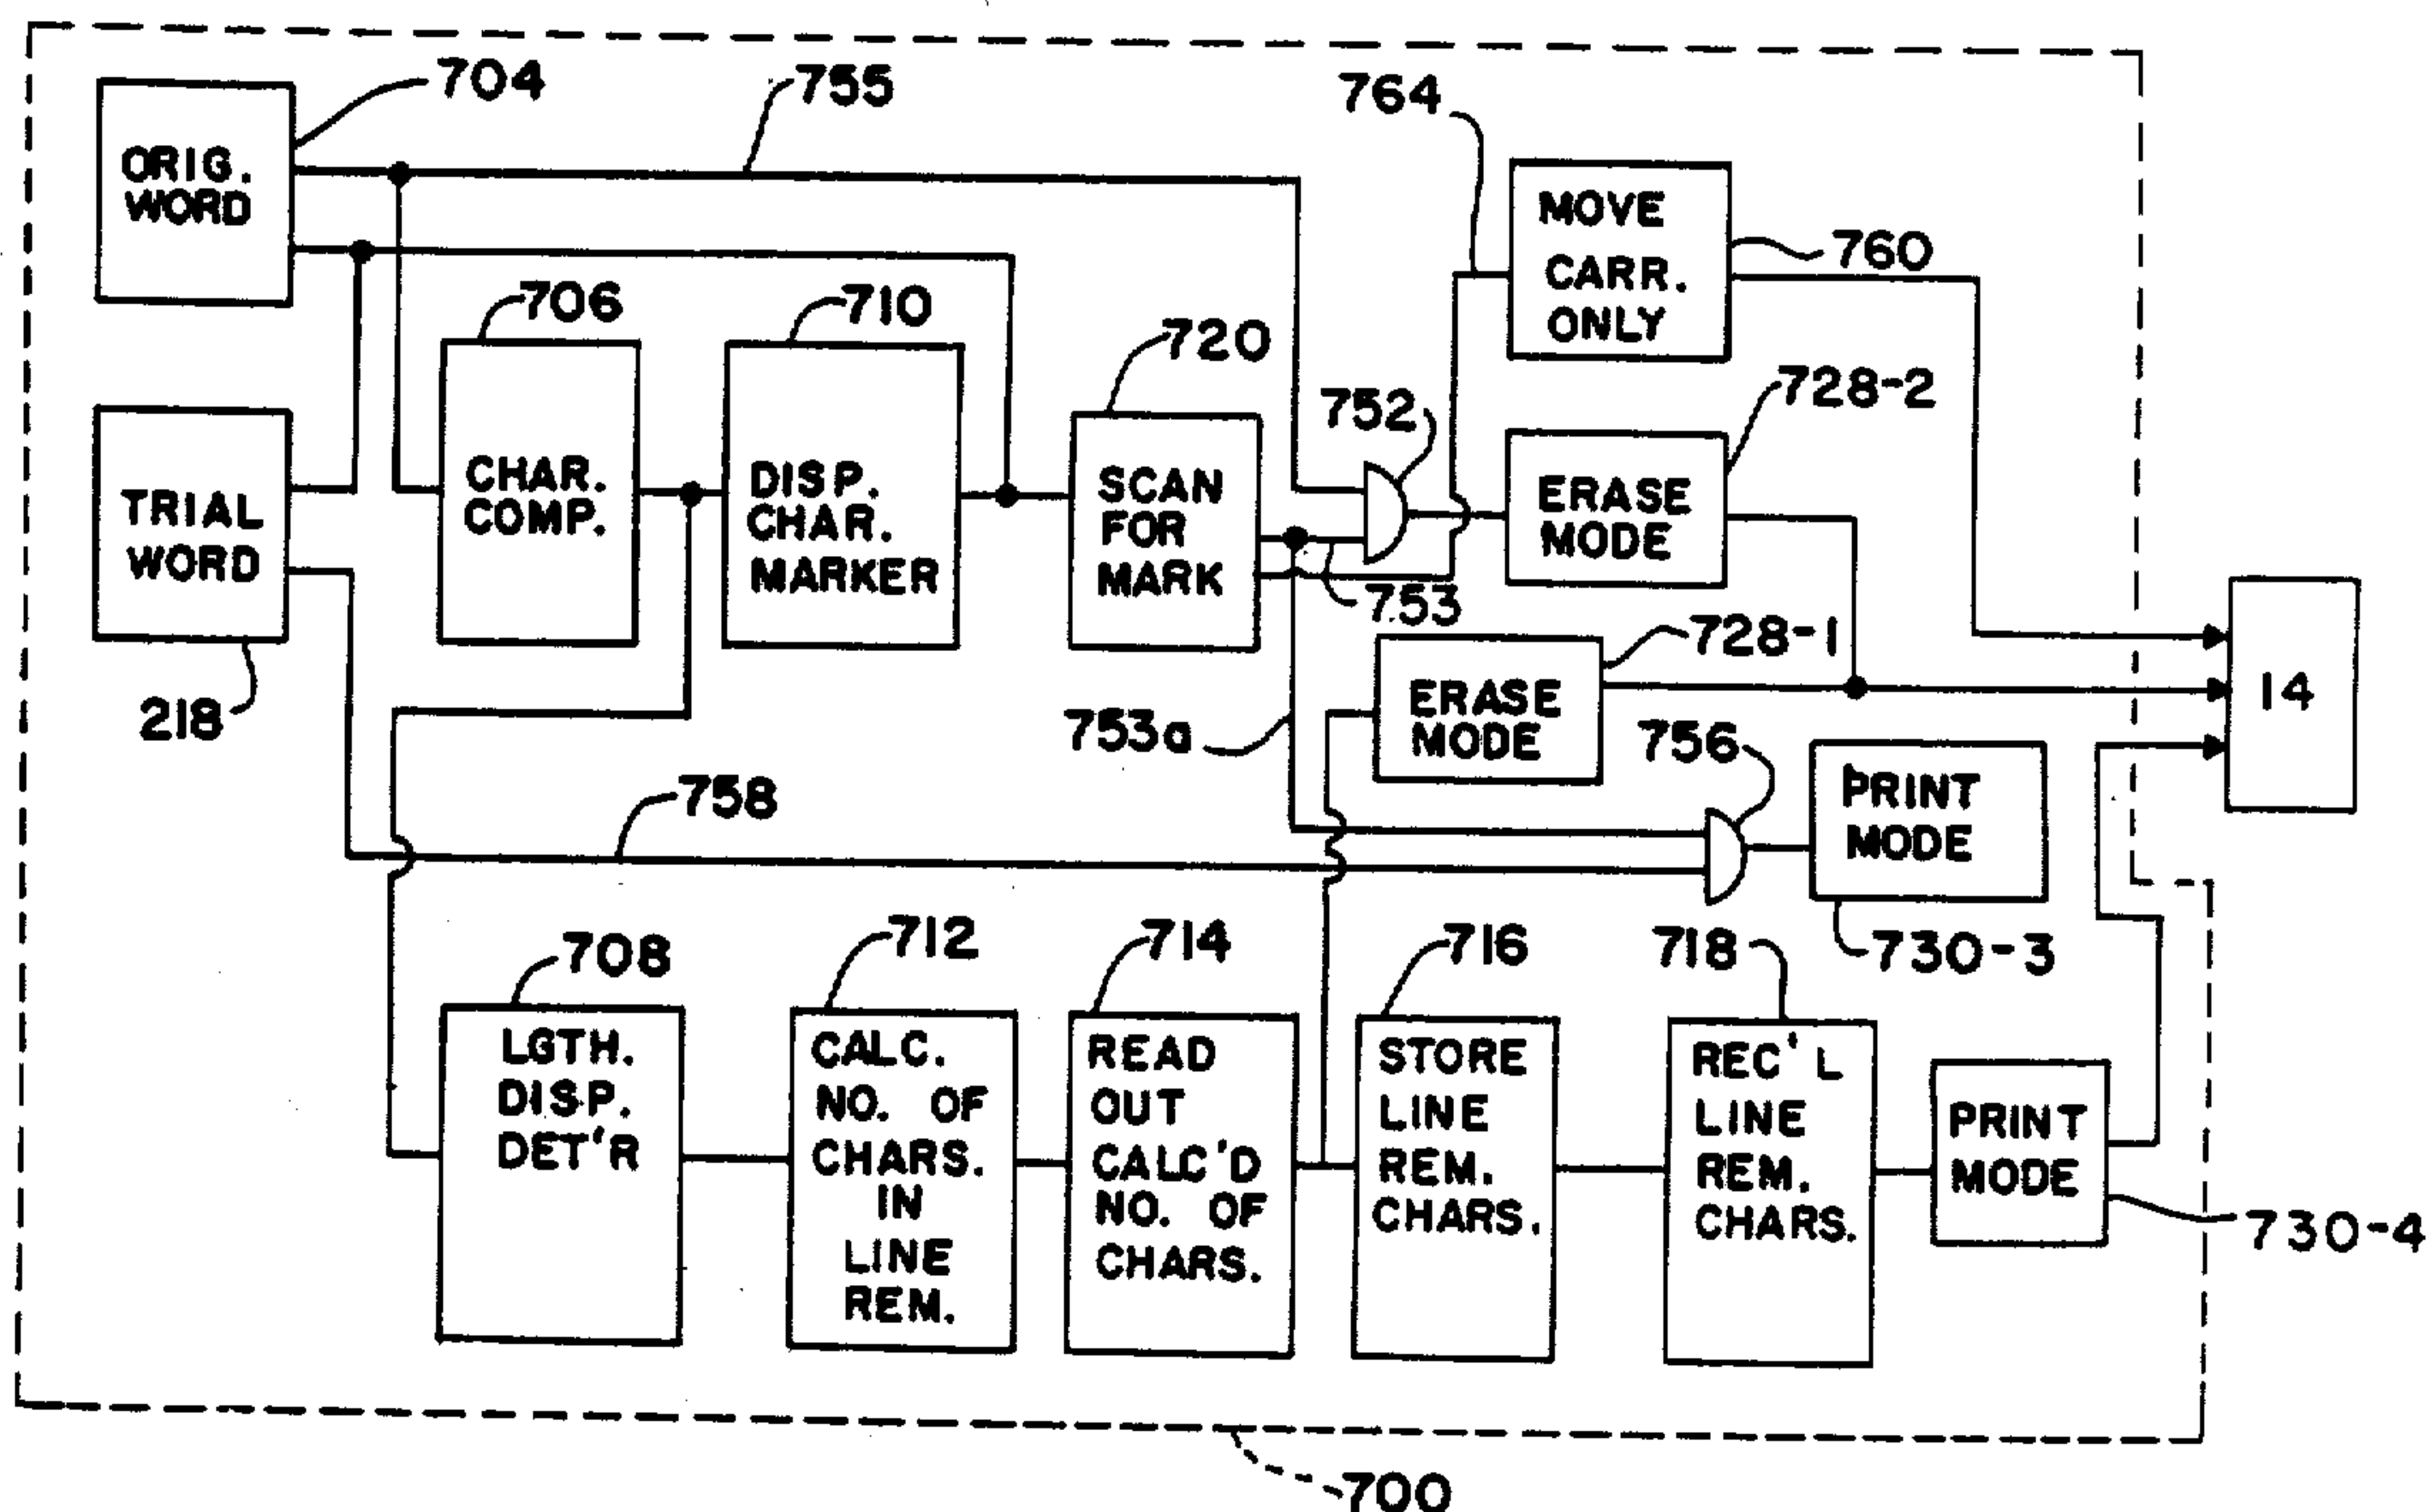 704
755
764
ORIG.
WORD
MOVE
CARR.
ONLY
760
706
710
720
728-2
752
TRIAL
WORD
CHAR.
COMP.
DISP.
CHAR.
MARKER
SCAN
FOR
MARK
ERASE
MODE
753
728-1
218
753a
ERASE
MODE
756
14
758
PRINT
MODE
708
712
714
716
718
730-3
LGTH.
DISP.
DET'R
CALC.
NO. OF
CHARS.
IN
LINE
REM.
READ
OUT
CALC'D
NO. OF
CHARS.
STORE
LINE
REM.
CHARS.
REC'L
LINE
REM.
CHARS.
PRINT
MODE
730-4
700